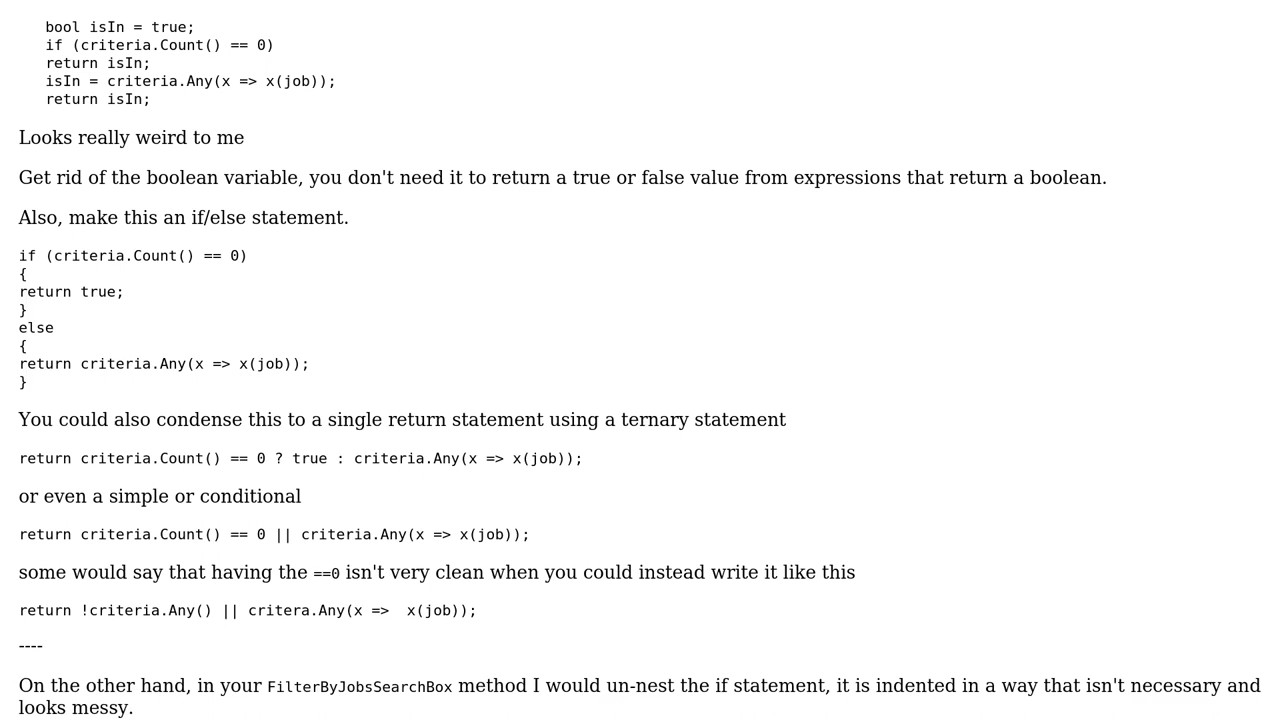 bool isIn = true;
if (criteria.Count() == 0)
return isIn;
isIn = criteria.Any(x => x(job));
return isIn;
Looks really weird to me
Get rid of the boolean variable, you don't need it to return a true or false value from expressions that return a boolean.
Also, make this an if/else statement.
if (criteria.Count() == 0)
{
return true;
}
else
{
return criteria.Any(x => x(job));
}
You could also condense this to a single return statement using a ternary statement
return criteria.Count() == 0 ? true : criteria.Any(x => x(job));
or even a simple or conditional
return criteria.Count() == 0 || criteria.Any(x => x(job));
some would say that having the ==0 isn't very clean when you could instead write it like this
return !criteria.Any() || critera.Any(x =>  x(job));
----
On the other hand, in your FilterByJobsSearchBox method I would un-nest the if statement, it is indented in a way that isn't necessary and
looks messy.